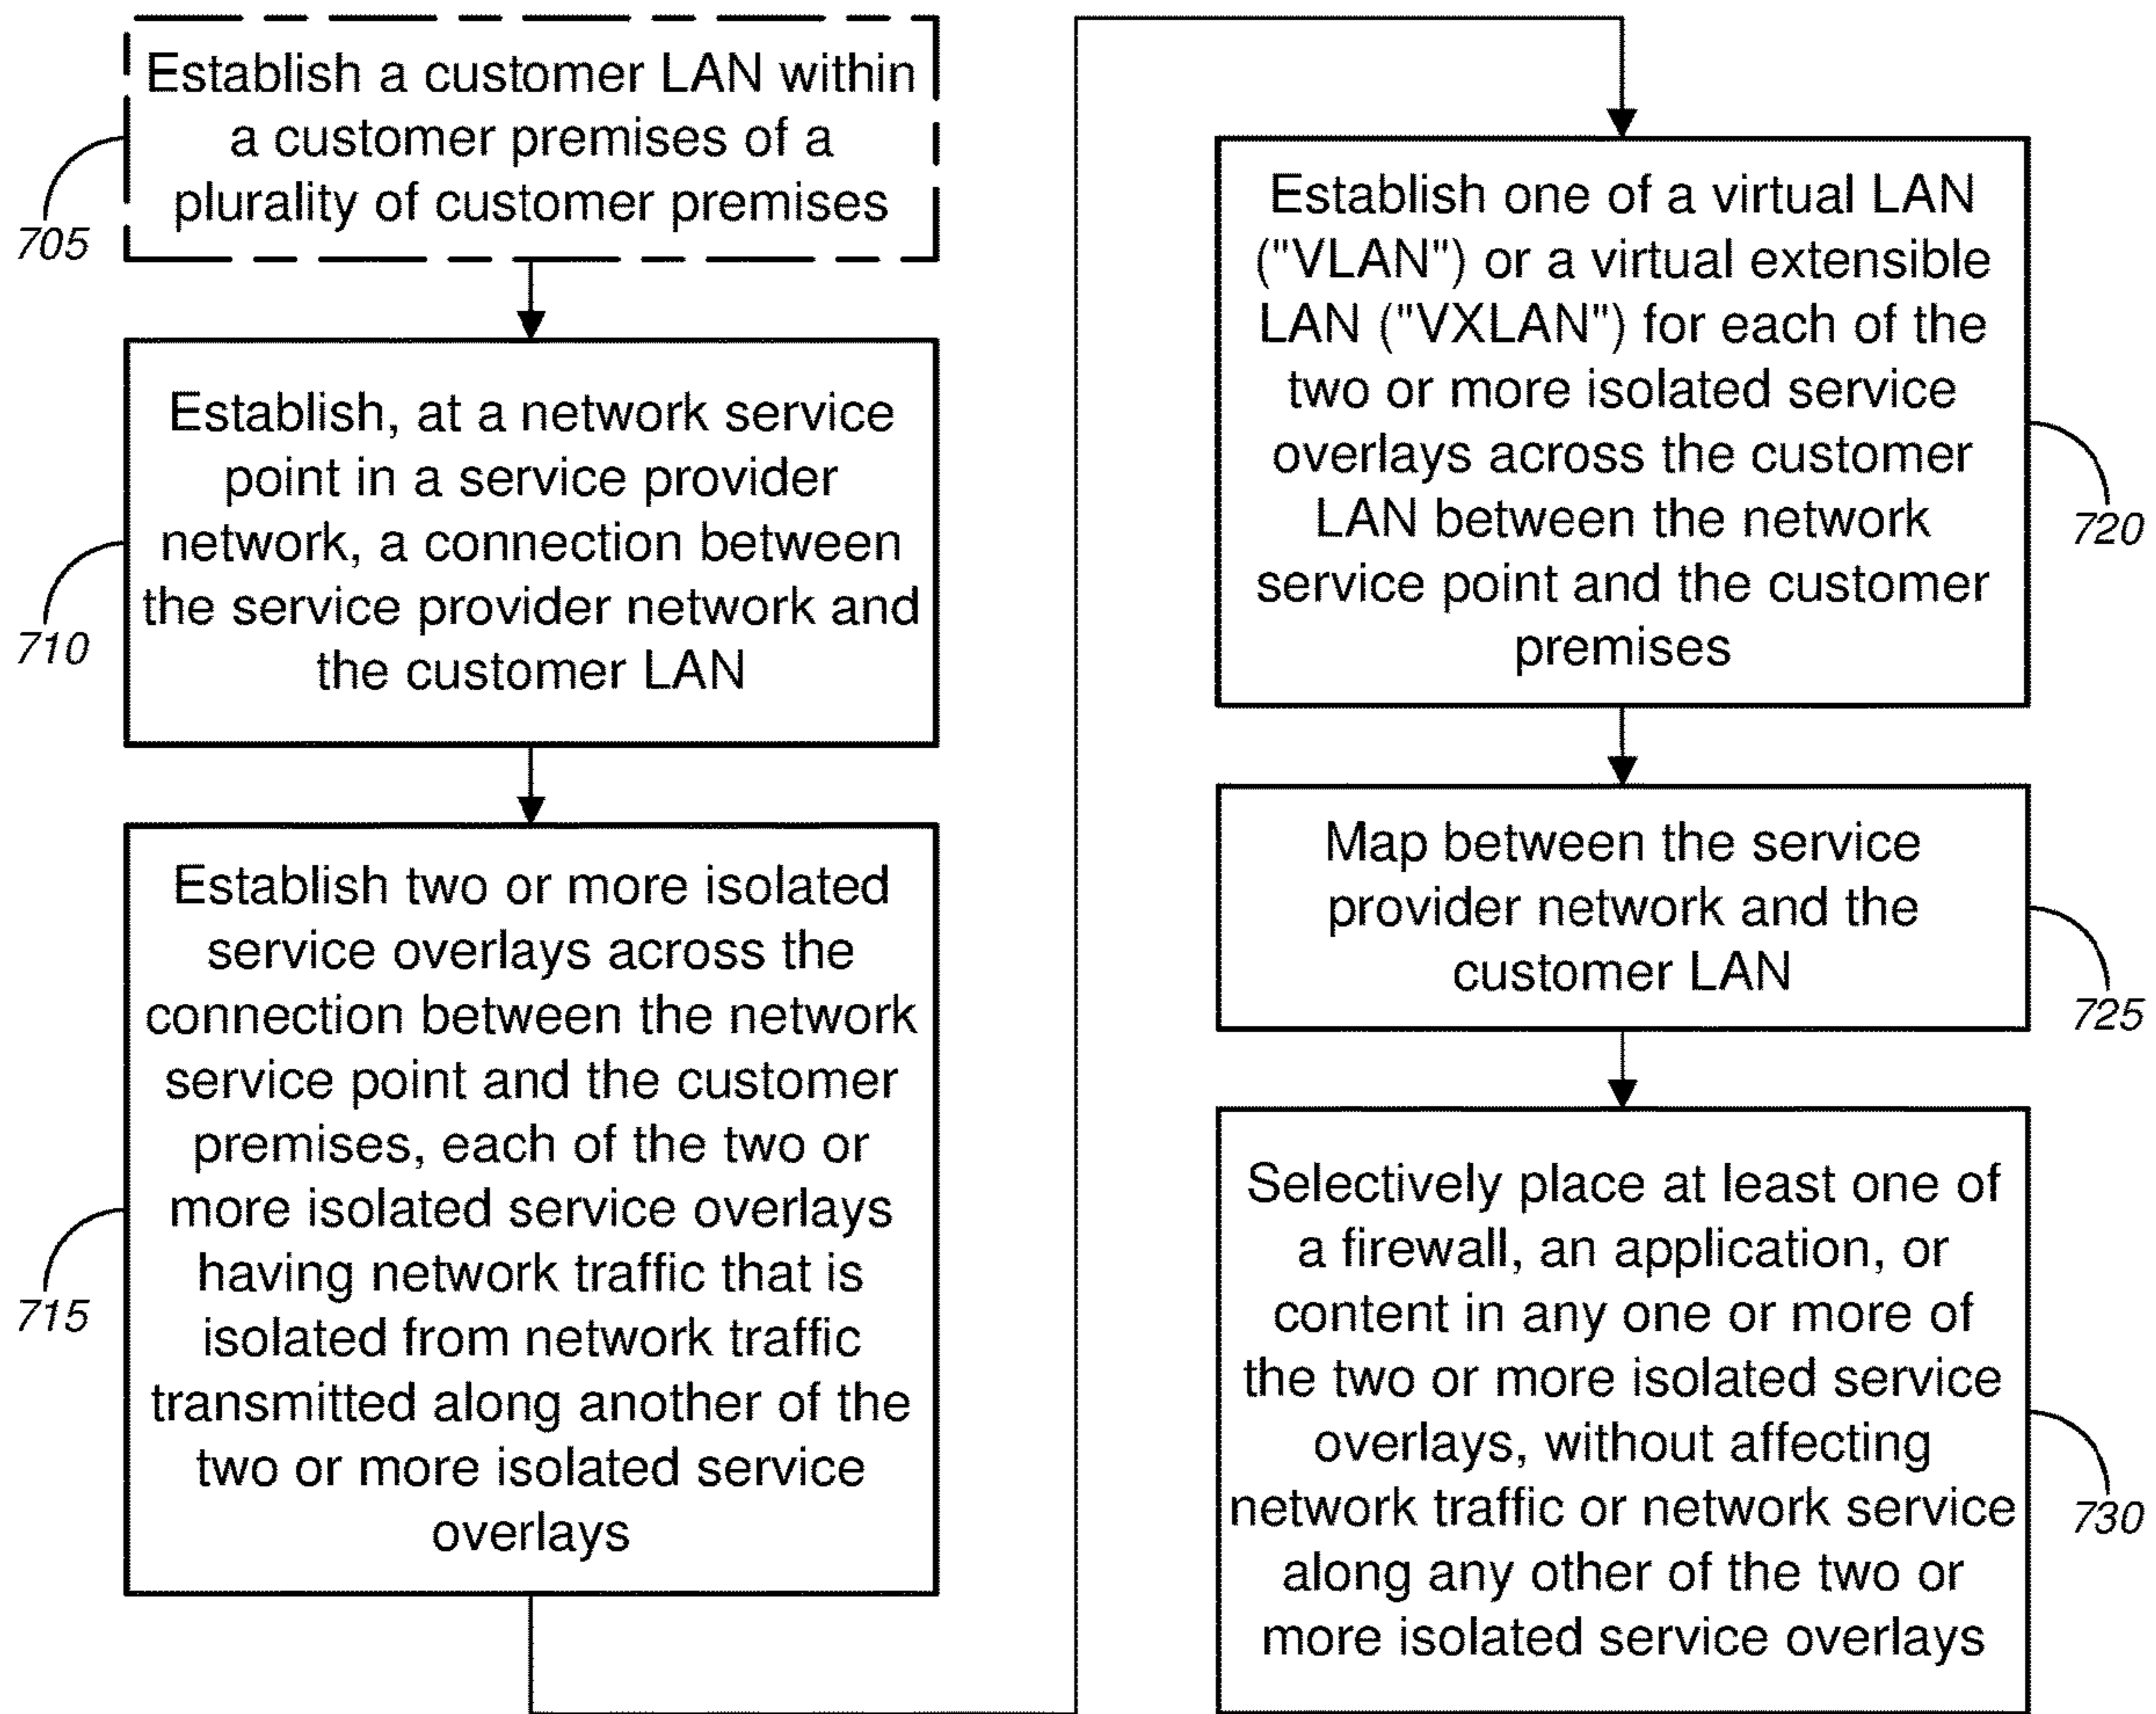 Establish a customer LAN within
a customer premises of a
plurality of customer premises
705
Establish, at a network service
point in a service provider
network, a connection between
the service provider network and
the customer LAN
710
Establish two or more isolated
service overlays across the
connection between the network
service point and the customer
premises, each of the two or
more isolated service overlays
having network traffic that is
isolated from network traffic
transmitted along another of the
two or more isolated service
overlays
715
Establish one of a virtual LAN
("VLAN") or a virtual extensible
LAN ("VXLAN") for each of the
two or more isolated service
overlays across the customer
LAN between the network
service point and the customer
premises
720
Map between the service
provider network and the
customer LAN
725
Selectively place at least one of
a firewall, an application, or
content in any one or more of
the two or more isolated service
overlays, without affecting
network traffic or network service
along any other of the two or
more isolated service overlays
730